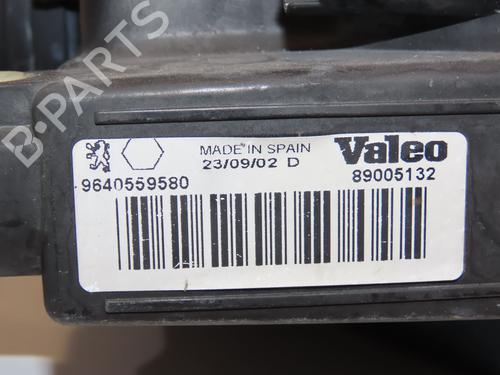 B-PARTS
MADE IN SPAIN
23/09/02 D
Valeo
9640559580
89005132